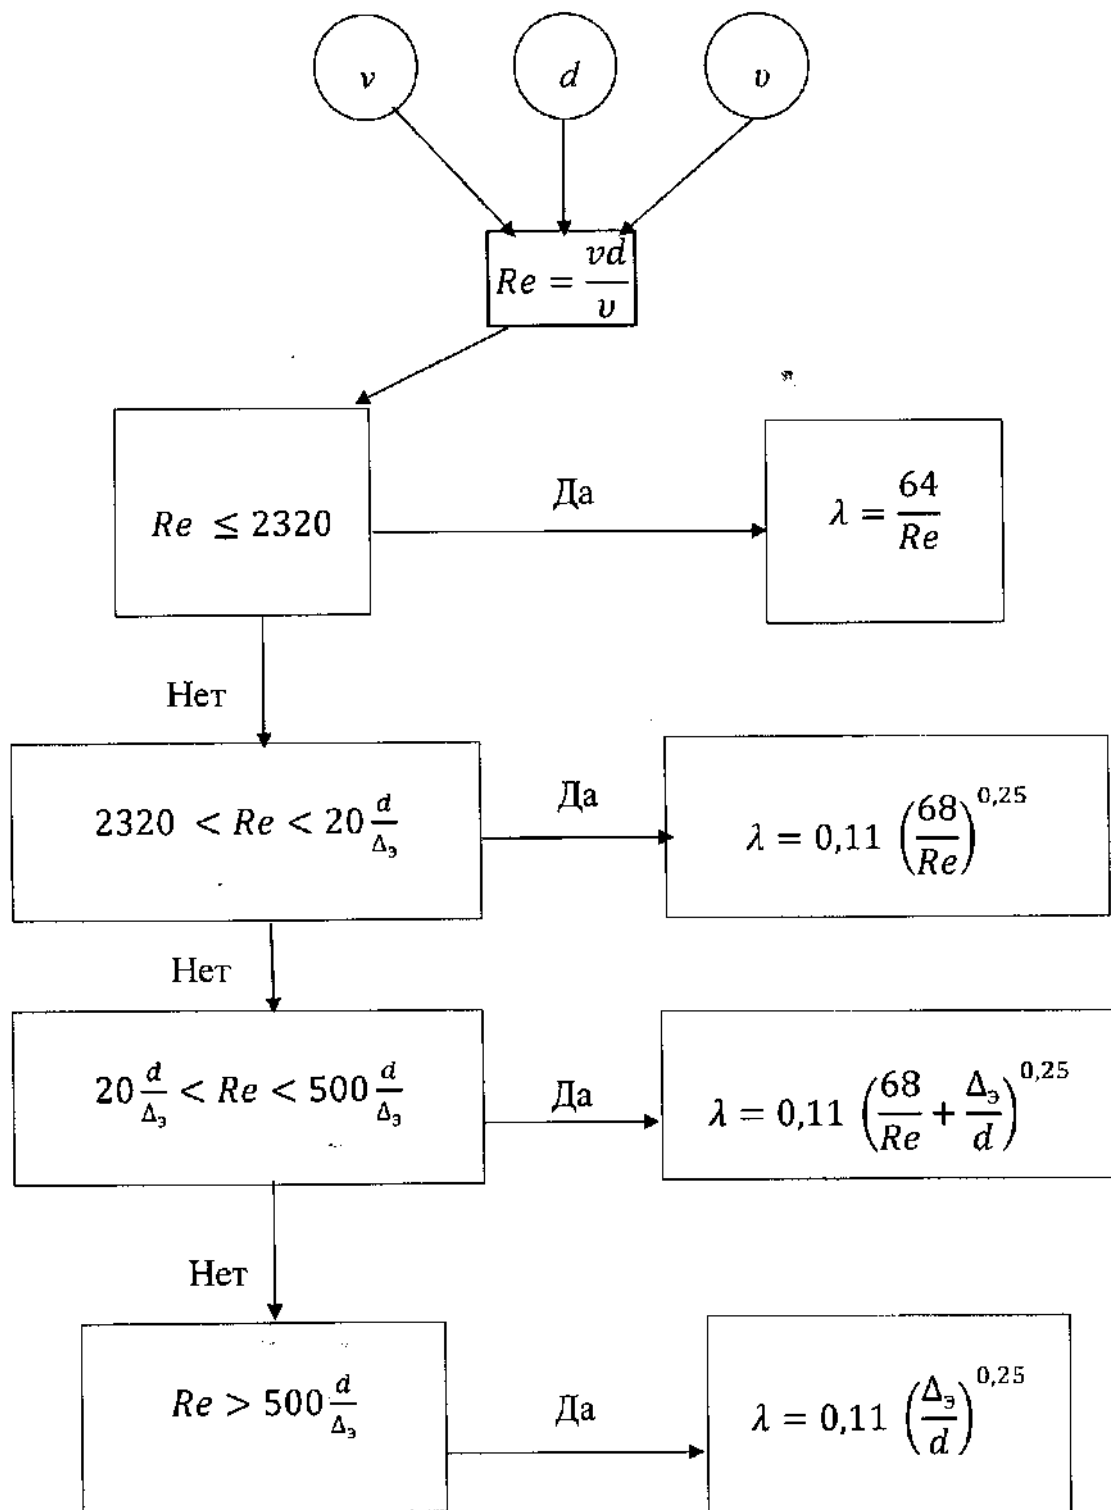 v d υ
Re = vd/υ
Re ≤ 2320
Да
λ = 64/Re
Нет
2320 < Re < 20 d/Δэ
Да
λ = 0,11 (68/Re)^0,25
Нет
20 d/Δэ < Re < 500 d/Δэ
Да
λ = 0,11 (68/Re + Δэ/d)^0,25
Нет
Re > 500 d/Δэ
Да
λ = 0,11 (Δэ/d)^0,25